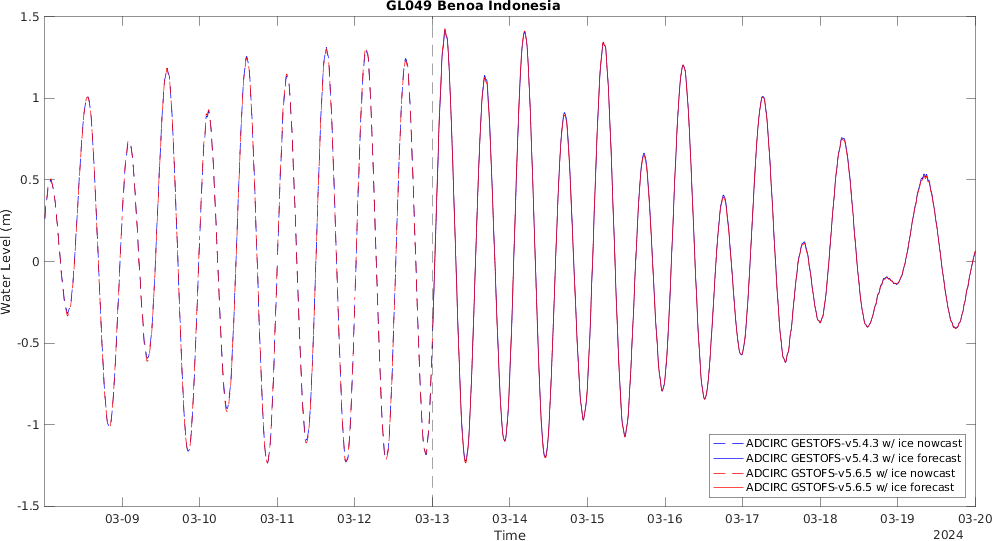 GL049 Benoa Indonesia
1.5
1
0.5
0
-0.5
-1
-1.5
Water Level (m)
ADCIRC GESTOFS-v5.4.3 w/ ice nowcast
ADCIRC GESTOFS-v5.4.3 w/ ice forecast
ADCIRC GSTOFS-v5.6.5 w/ ice nowcast
ADCIRC GSTOFS-v5.6.5 w/ ice forecast
03-09 03-10 03-11 03-12 03-13 03-14 03-15 03-16 03-17 03-18 03-19 03-20
Time
2024